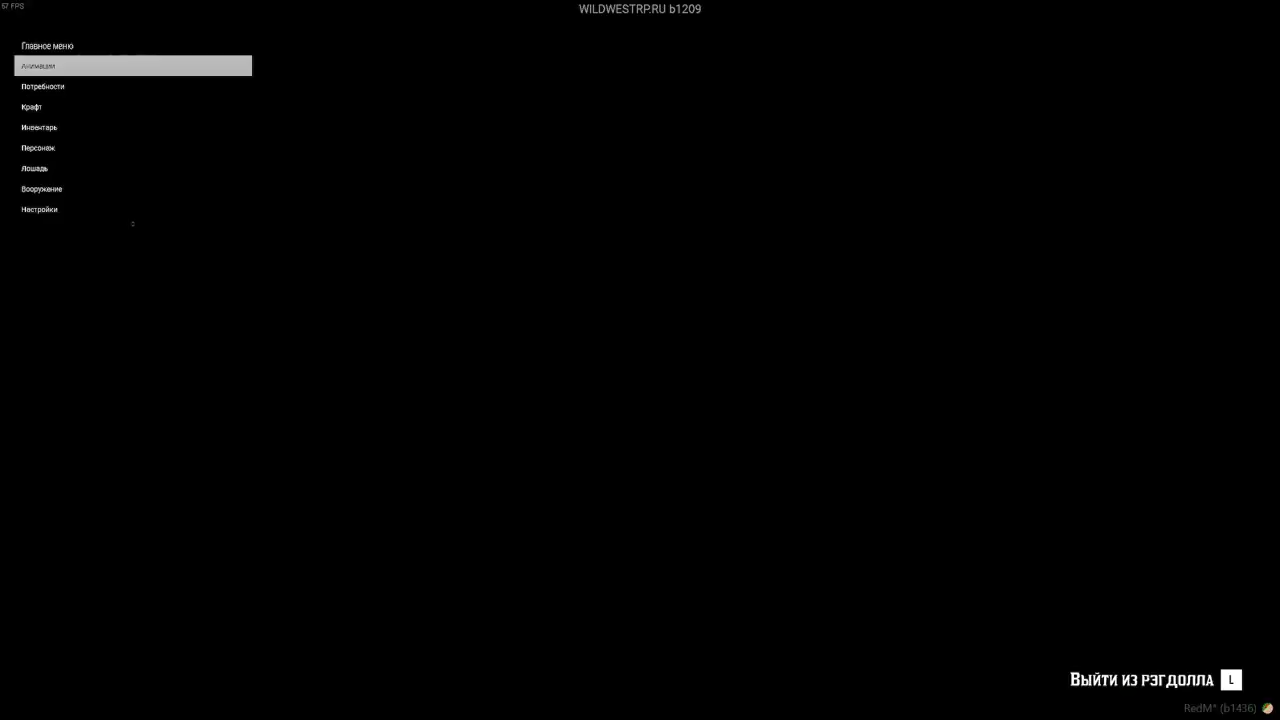 57 FPS
WILDWESTRP.RU b1209
Главное меню
Анимации
Потребности
Крафт
Инвентарь
Персонаж
Лошадь
Вооружение
Настройки
Выйти из рэгдолла L
RedM* (b1436)